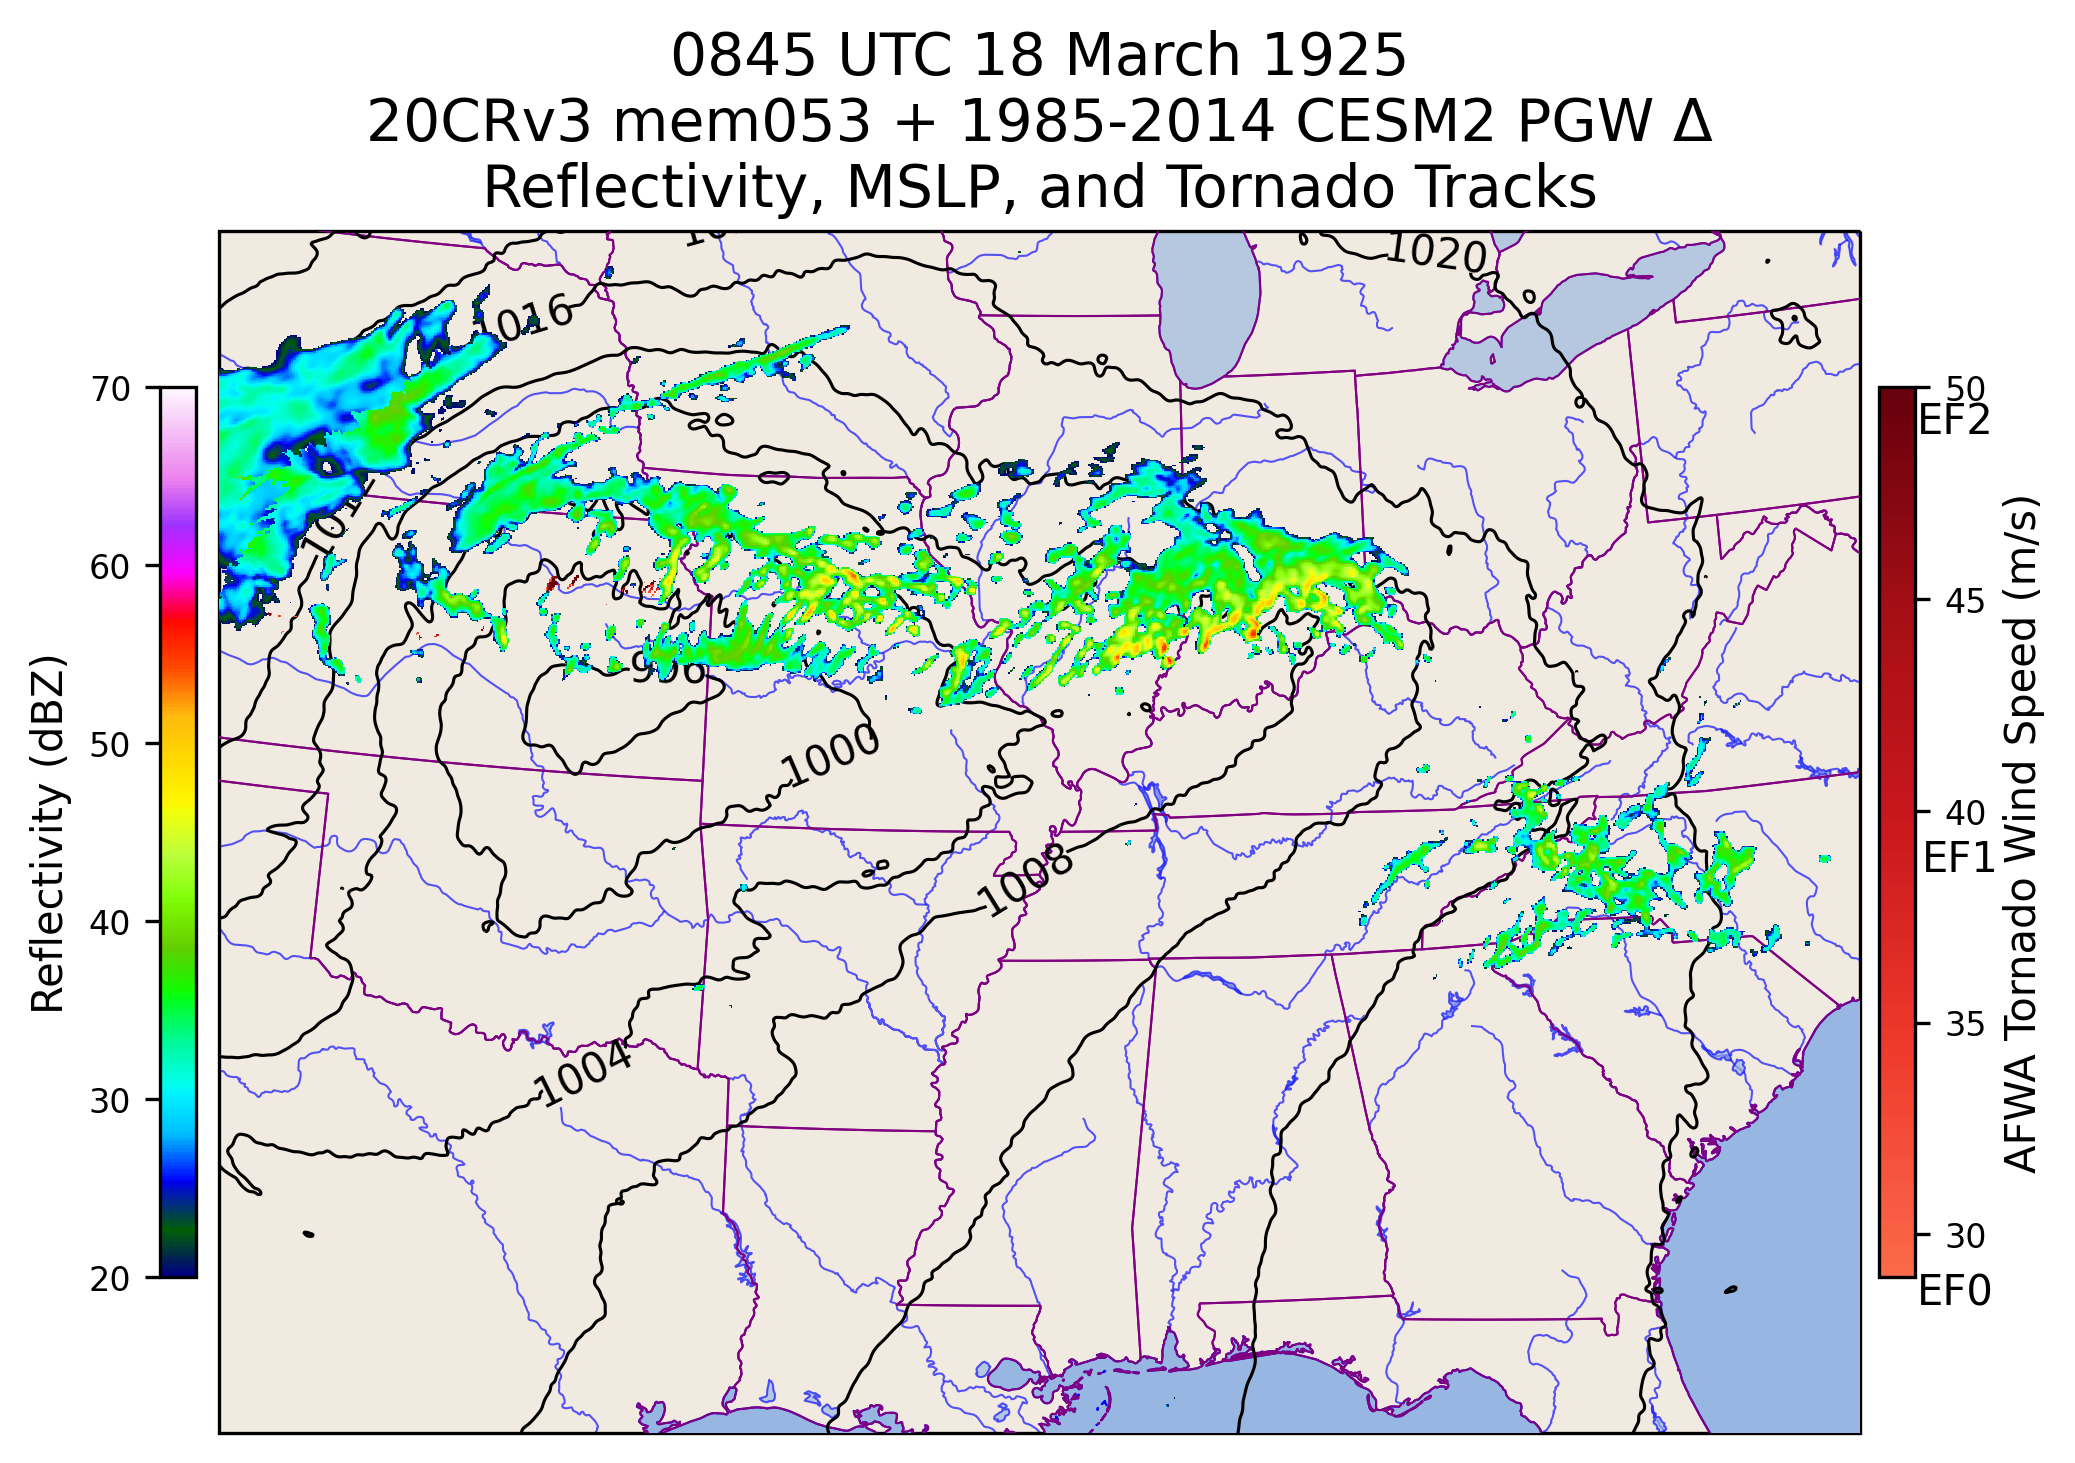 0845 UTC 18 March 1925
20CRv3 mem053 + 1985-2014 CESM2 PGW Δ
Reflectivity, MSLP, and Tornado Tracks
1020
1016
996
1000
1008
1004
70
60
50
40
30
20
Reflectivity (dBZ)
50
EF2
45
40
EF1
35
30
EF0
AFWA Tornado Wind Speed (m/s)